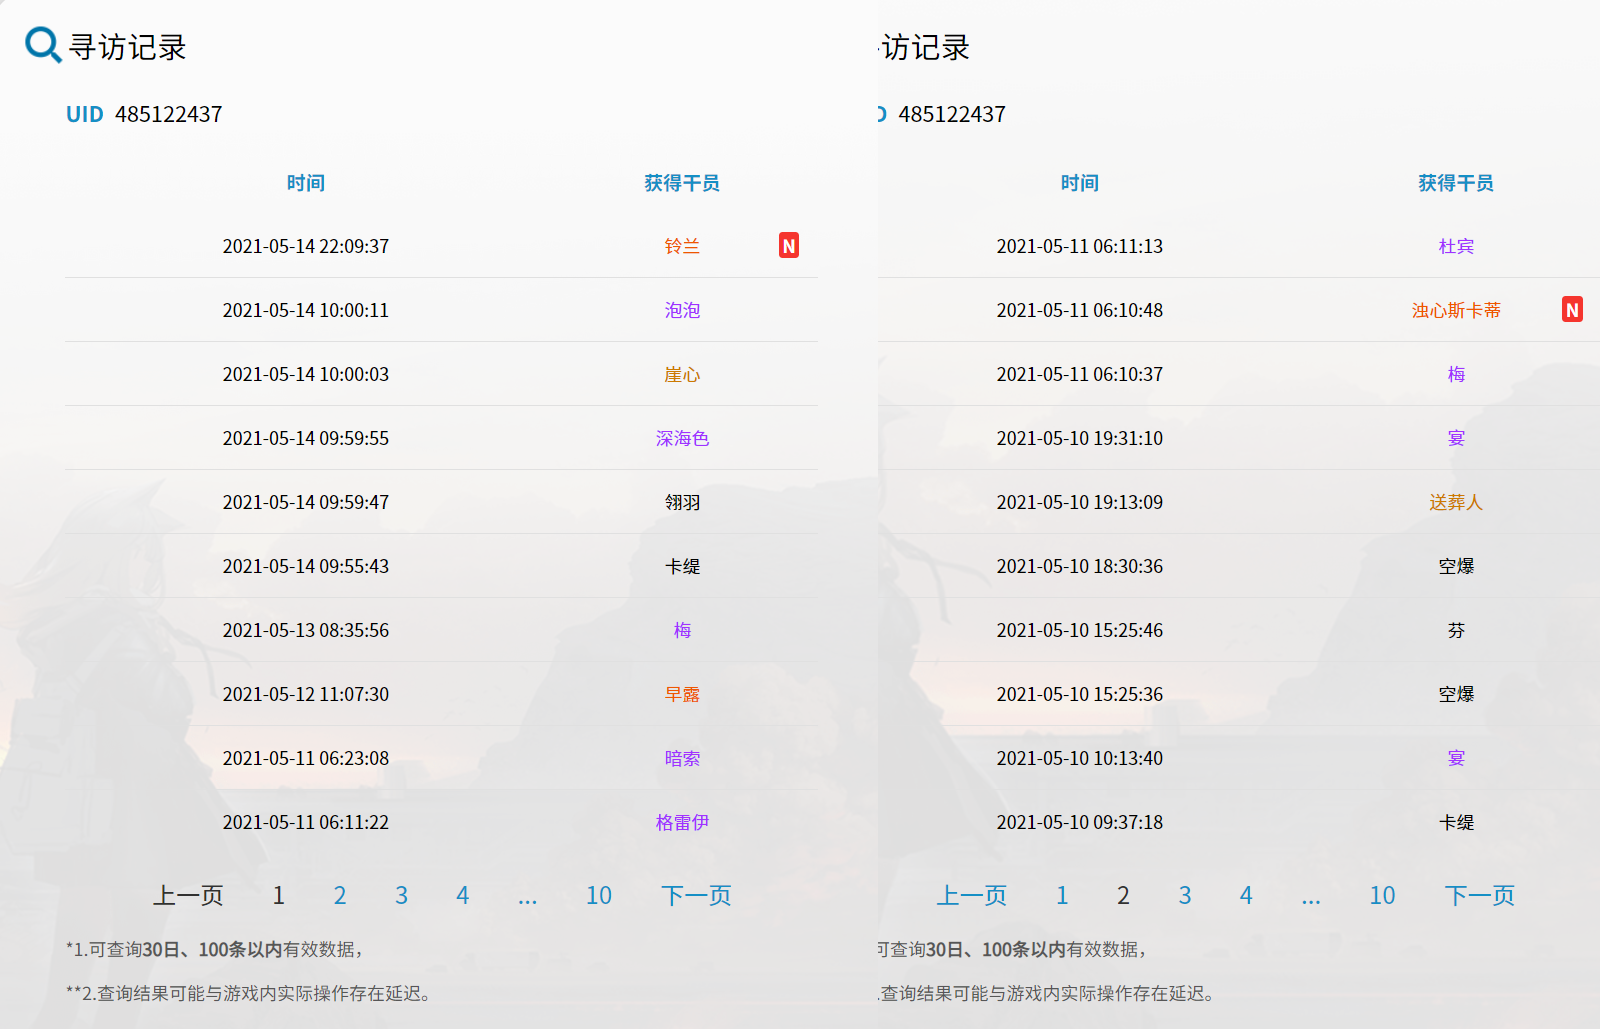 寻访记录
UID 485122437
时间 获得干员
2021-05-14 22:09:37 铃兰 N
2021-05-14 10:00:11 泡泡
2021-05-14 10:00:03 崖心
2021-05-14 09:59:55 深海色
2021-05-14 09:59:47 翎羽
2021-05-14 09:55:43 卡缇
2021-05-13 08:35:56 梅
2021-05-12 11:07:30 早露
2021-05-11 06:23:08 暗索
2021-05-11 06:11:22 格雷伊
上一页 1 2 3 4 ... 10 下一页
*1.可查询30日、100条以内有效数据，
**2.查询结果可能与游戏内实际操作存在延迟。
访记录
D 485122437
时间 获得干员
2021-05-11 06:11:13 杜宾
2021-05-11 06:10:48 浊心斯卡蒂 N
2021-05-11 06:10:37 梅
2021-05-10 19:31:10 宴
2021-05-10 19:13:09 送葬人
2021-05-10 18:30:36 空爆
2021-05-10 15:25:46 芬
2021-05-10 15:25:36 空爆
2021-05-10 10:13:40 宴
2021-05-10 09:37:18 卡缇
上一页 1 2 3 4 ... 10 下一页
可查询30日、100条以内有效数据，
.查询结果可能与游戏内实际操作存在延迟。